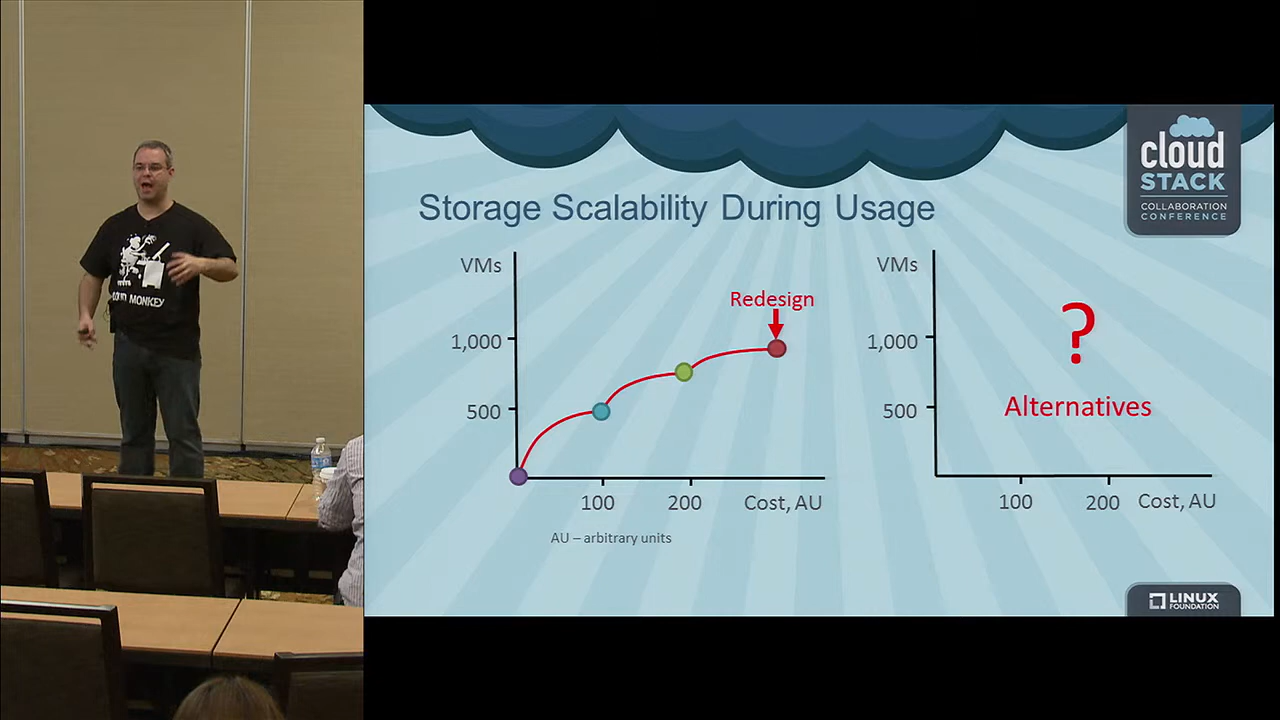 MONKEY
cloud
STACK
COLLABORATION
CONFERENCE
Storage Scalability During Usage
VMs
1,000
500
Redesign
100
200
Cost, AU
AU – arbitrary units
VMs
1,000
500
?
Alternatives
100
200
Cost, AU
LINUX
FOUNDATION